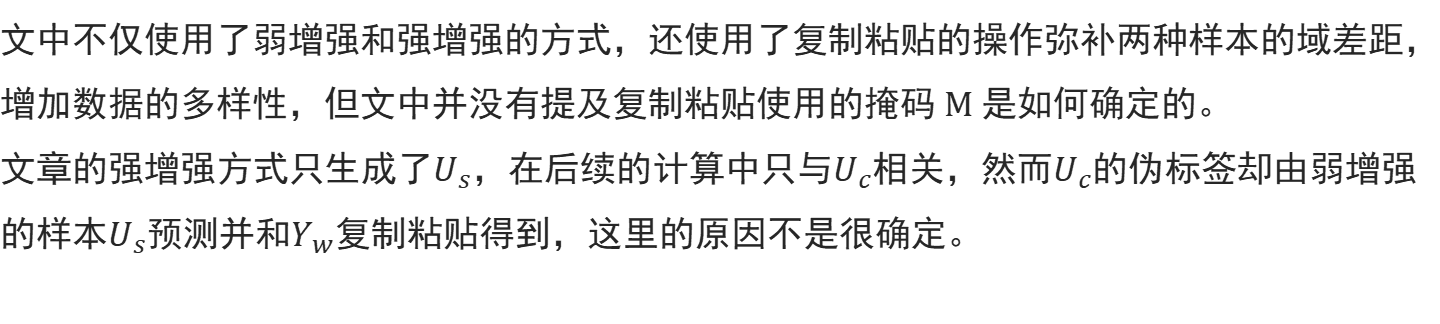 文中不仅使用了弱增强和强增强的方式，还使用了复制粘贴的操作弥补两种样本的域差距，
增加数据的多样性，但文中并没有提及复制粘贴使用的掩码 M 是如何确定的。
文章的强增强方式只生成了U_s，在后续的计算中只与U_c相关，然而U_c的伪标签却由弱增强
的样本U_s预测并和Y_w复制粘贴得到，这里的原因不是很确定。